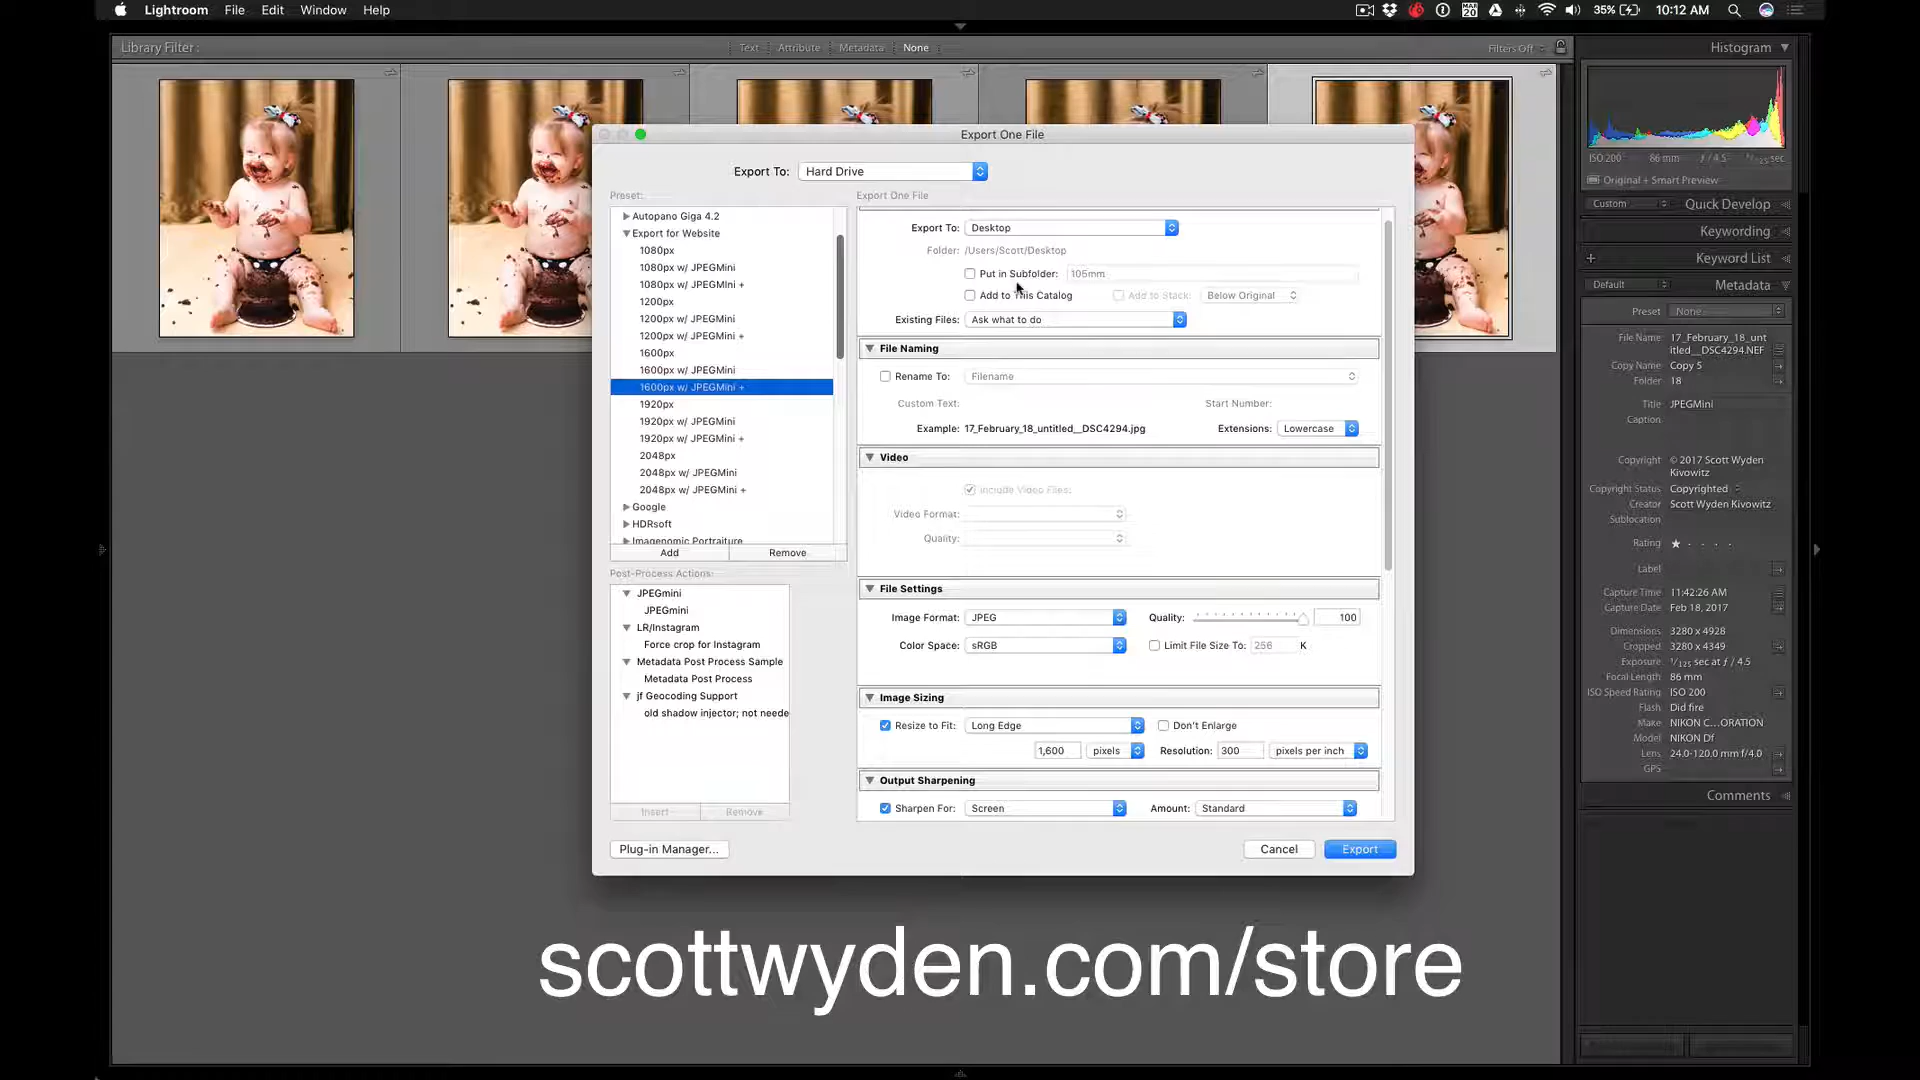 Lightroom File Edit Window Help
35% 10:12 AM
Library Filter :
Text Attribute Metadata None
Filters Off
Histogram
ISO 200 86 mm ƒ / 4.5 1/125 sec
Original + Smart Preview
Custom Quick Develop
Keywording
Keyword List
Default Metadata
Preset None
File Name 17_February_18_un
titled__DSC4294.NEF
Copy Name Copy 5
Folder 18
Title JPEGMini
Caption
Copyright © 2017 Scott Wyden
Kivowitz
Copyright Status Copyrighted
Creator Scott Wyden Kivowitz
Sublocation
Rating
Label
Capture Time 11:42:26 AM
Capture Date Feb 18, 2017
Dimensions 3280 x 4928
Cropped 3280 x 4349
Exposure 1/125 sec at ƒ / 4.5
Focal Length 86 mm
ISO Speed Rating ISO 200
Flash Did fire
Make NIKON C...ORATION
Model NIKON Df
Lens 24.0-120.0 mm f/4.0
GPS
Comments
Export One File
Export To: Hard Drive
Preset:
Autopano Giga 4.2
Export for Website
1080px
1080px w/ JPEGMini
1080px w/ JPEGMIni +
1200px
1200px w/ JPEGMini
1200px w/ JPEGMini +
1600px
1600px w/ JPEGMini
1600px w/ JPEGMini +
1920px
1920px w/ JPEGMini
1920px w/ JPEGMini +
2048px
2048px w/ JPEGMini
2048px w/ JPEGMini +
Google
HDRsoft
Imagenomic Portraiture
Add Remove
Post-Process Actions:
JPEGmini
JPEGmini
LR/Instagram
Force crop for Instagram
Metadata Post Process Sample
Metadata Post Process
jf Geocoding Support
old shadow injector; not neede
Insert Remove
Plug-in Manager...
Export One File
Export To: Desktop
Folder: /Users/Scott/Desktop
Put in Subfolder: 105mm
Add to This Catalog Add to Stack: Below Original
Existing Files: Ask what to do
File Naming
Rename To: Filename
Custom Text: Start Number:
Example: 17_February_18_untitled__DSC4294.jpg Extensions: Lowercase
Video
Include Video Files:
Video Format:
Quality:
File Settings
Image Format: JPEG Quality: 100
Color Space: sRGB Limit File Size To: 256 K
Image Sizing
Resize to Fit: Long Edge Don't Enlarge
1,600 pixels Resolution: 300 pixels per inch
Output Sharpening
Sharpen For: Screen Amount: Standard
Cancel Export
scottwyden.com/store